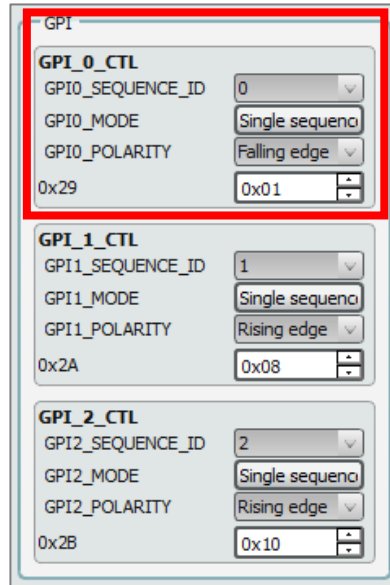 GPI
GPI_0_CTL
GPI0_SEQUENCE_ID 0
GPI0_MODE Single sequenc
GPI0_POLARITY Falling edge
0x29 0x01
GPI_1_CTL
GPI1_SEQUENCE_ID 1
GPI1_MODE Single sequenc
GPI1_POLARITY Rising edge
0x2A 0x08
GPI_2_CTL
GPI2_SEQUENCE_ID 2
GPI2_MODE Single sequenc
GPI2_POLARITY Rising edge
0x2B 0x10